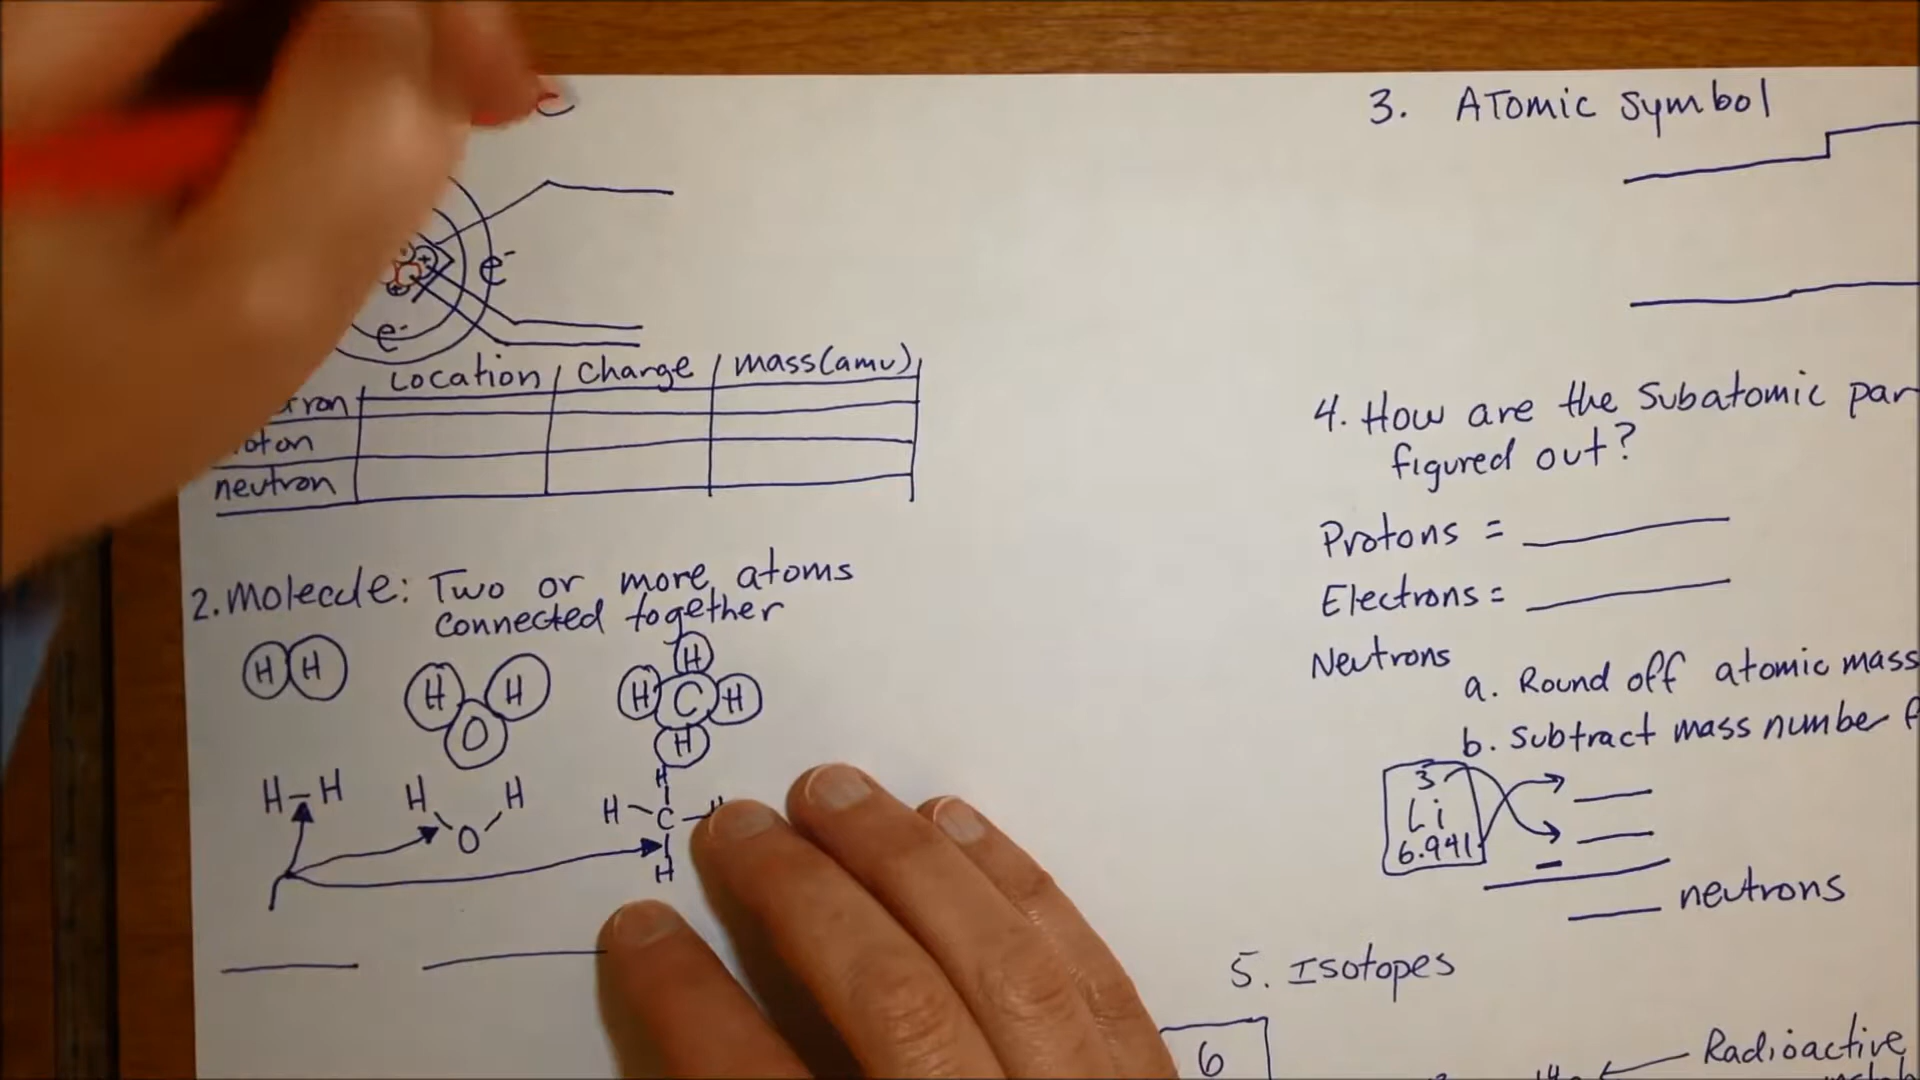 e⁻
e⁻
Location Charge mass(amu)
neutron
2. Molecule: Two or more atoms
connected together
H H
H H
O
H
H C H
H
H-H
H H
O
H
H-C-
H
3. Atomic Symbol
4. How are the Subatomic par
figured out?
Protons =
Electrons =
Neutrons
a. Round off atomic mass
b. Subtract mass number
3
Li
6.941
-
neutrons
5. Isotopes
6
14
Radioactive